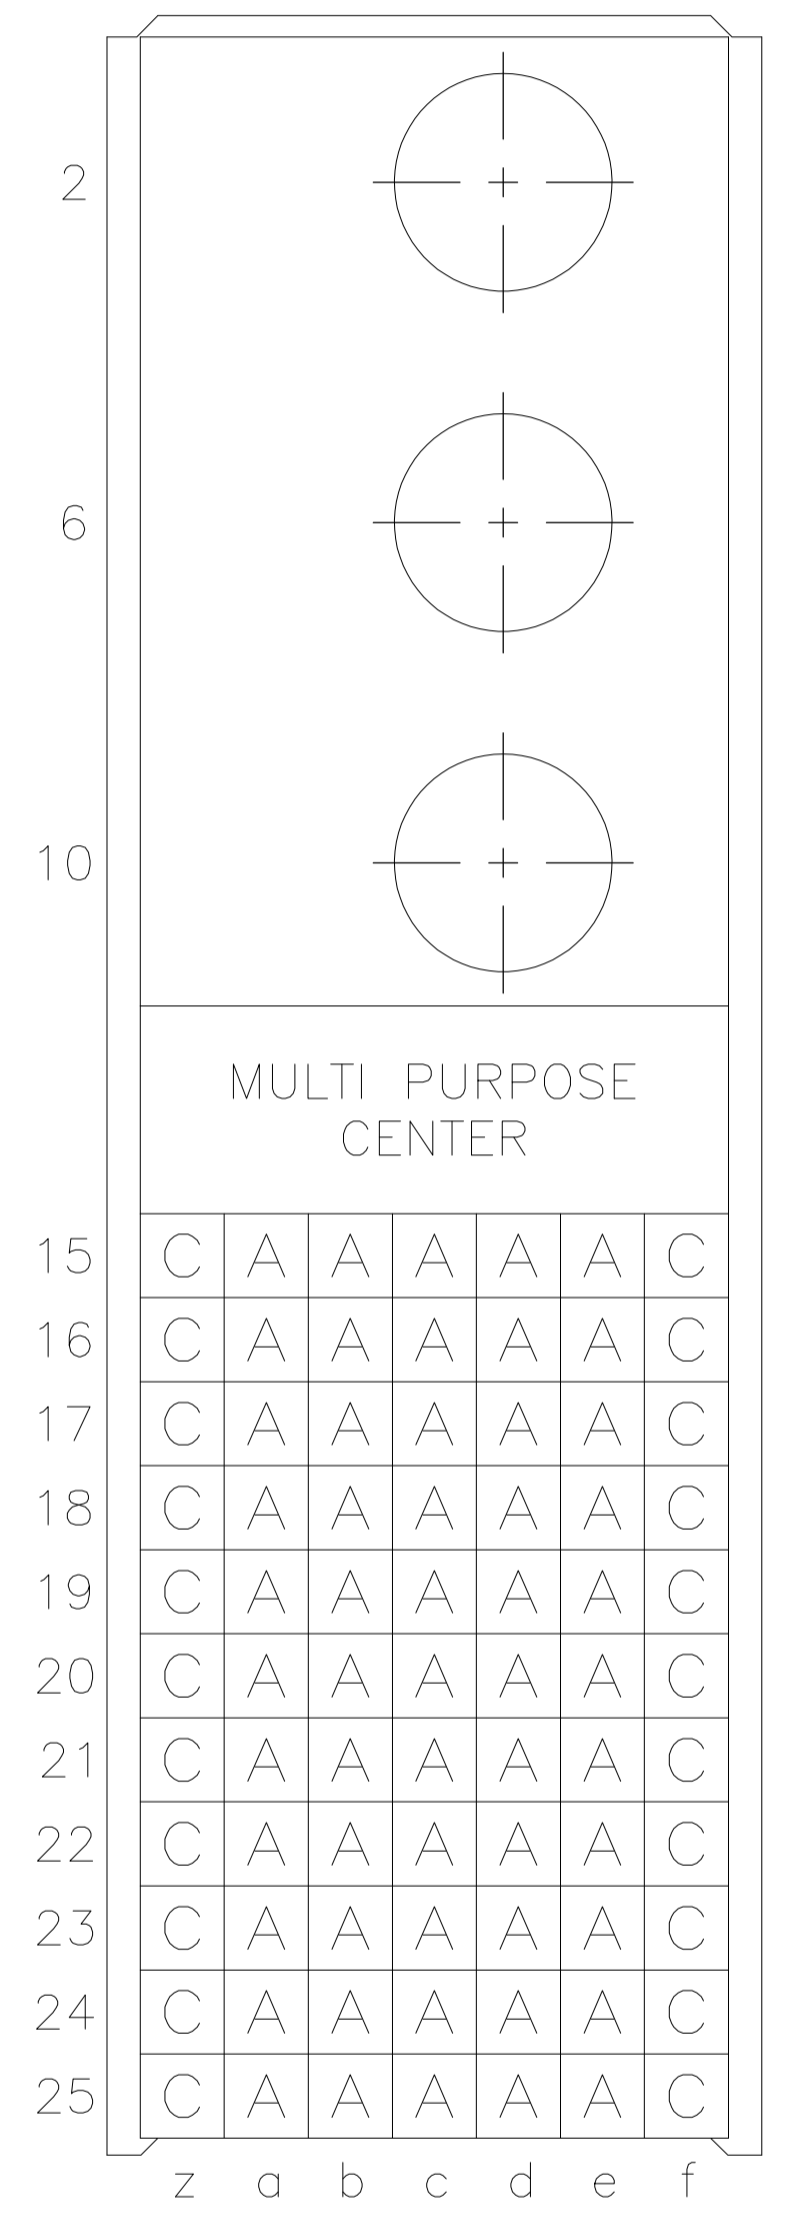 2
6
10
MULTI PURPOSE
CENTER
15 C A A A A A C
16 C A A A A A C
17 C A A A A A C
18 C A A A A A C
19 C A A A A A C
20 C A A A A A C
21 C A A A A A C
22 C A A A A A C
23 C A A A A A C
24 C A A A A A C
25 C A A A A A C
z a b c d e f